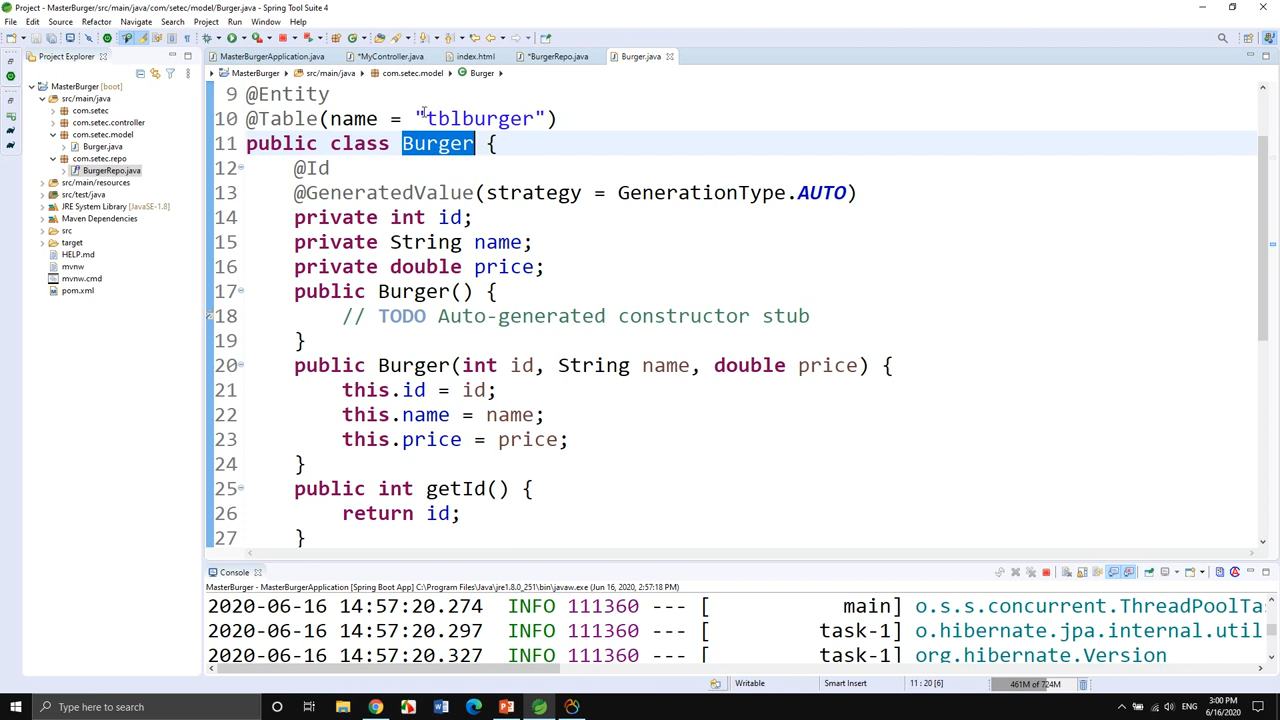 Project - MasterBurger/src/main/java/com/setec/model/Burger.java - Spring Tool Suite 4
File Edit Source Refactor Navigate Search Project Run Window Help
Project Explorer
MasterBurger [boot]
src/main/java
com.setec
com.setec.controller
com.setec.model
Burger.java
com.setec.repo
BurgerRepo.java
src/main/resources
src/test/java
JRE System Library [JavaSE-1.8]
Maven Dependencies
src
target
HELP.md
mvnw
mvnw.cmd
pom.xml
MasterBurgerApplication.java *MyController.java index.html *BurgerRepo.java Burger.java
MasterBurger src/main/java com.setec.model Burger
9 @Entity
10 @Table(name = "tblburger")
11 public class Burger {
12 @Id
13 @GeneratedValue(strategy = GenerationType.AUTO)
14 private int id;
15 private String name;
16 private double price;
17 public Burger() {
18 // TODO Auto-generated constructor stub
19 }
20 public Burger(int id, String name, double price) {
21 this.id = id;
22 this.name = name;
23 this.price = price;
24 }
25 public int getId() {
26 return id;
27 }
Console
MasterBurgerApplication [Spring Boot App] C:\Program Files\Java\jre1.8.0_251\bin\javaw.exe (Jun 16, 2020, 2:57:18 PM)
2020-06-16 14:57:20.274 INFO 111360 --- [ main] o.s.s.concurrent.ThreadPoolTas
2020-06-16 14:57:20.297 INFO 111360 --- [ task-1] o.hibernate.jpa.internal.util
2020-06-16 14:57:20.327 INFO 111360 --- [ task-1] org.hibernate.Version
Writable Smart Insert 11 : 20 [6] 461M of 724M
Type here to search
ENG
3:00 PM
6/16/2020